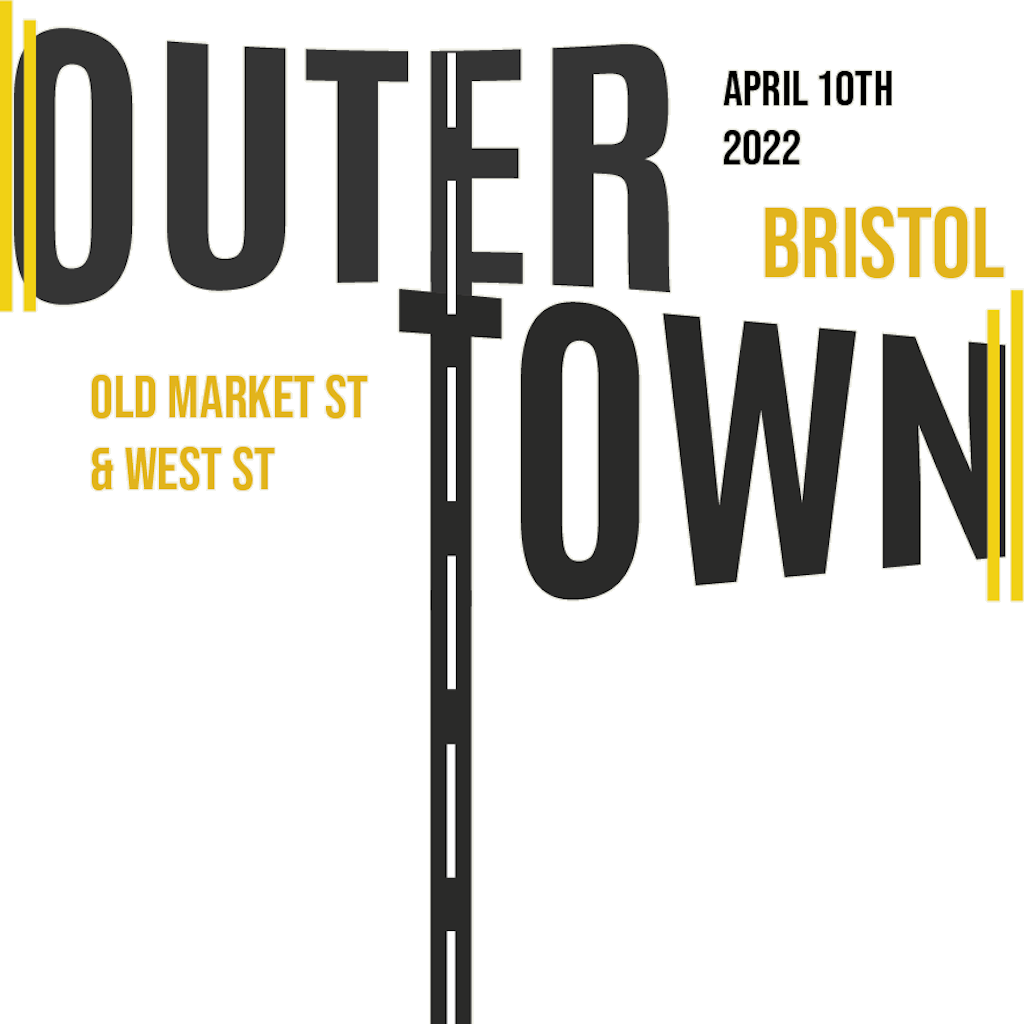 OUTER
APRIL 10TH
2022
BRISTOL
TOWN
OLD MARKET ST
& WEST ST